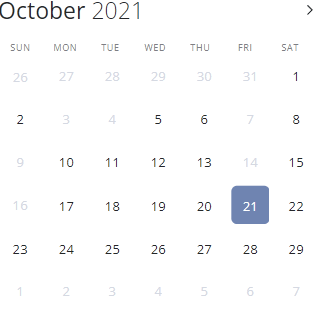 October 2021
SUN MON TUE WED THU FRI SAT
26 27 28 29 30 31 1
2 3 4 5 6 7 8
9 10 11 12 13 14 15
16 17 18 19 20 21 22
23 24 25 26 27 28 29
1 2 3 4 5 6 7